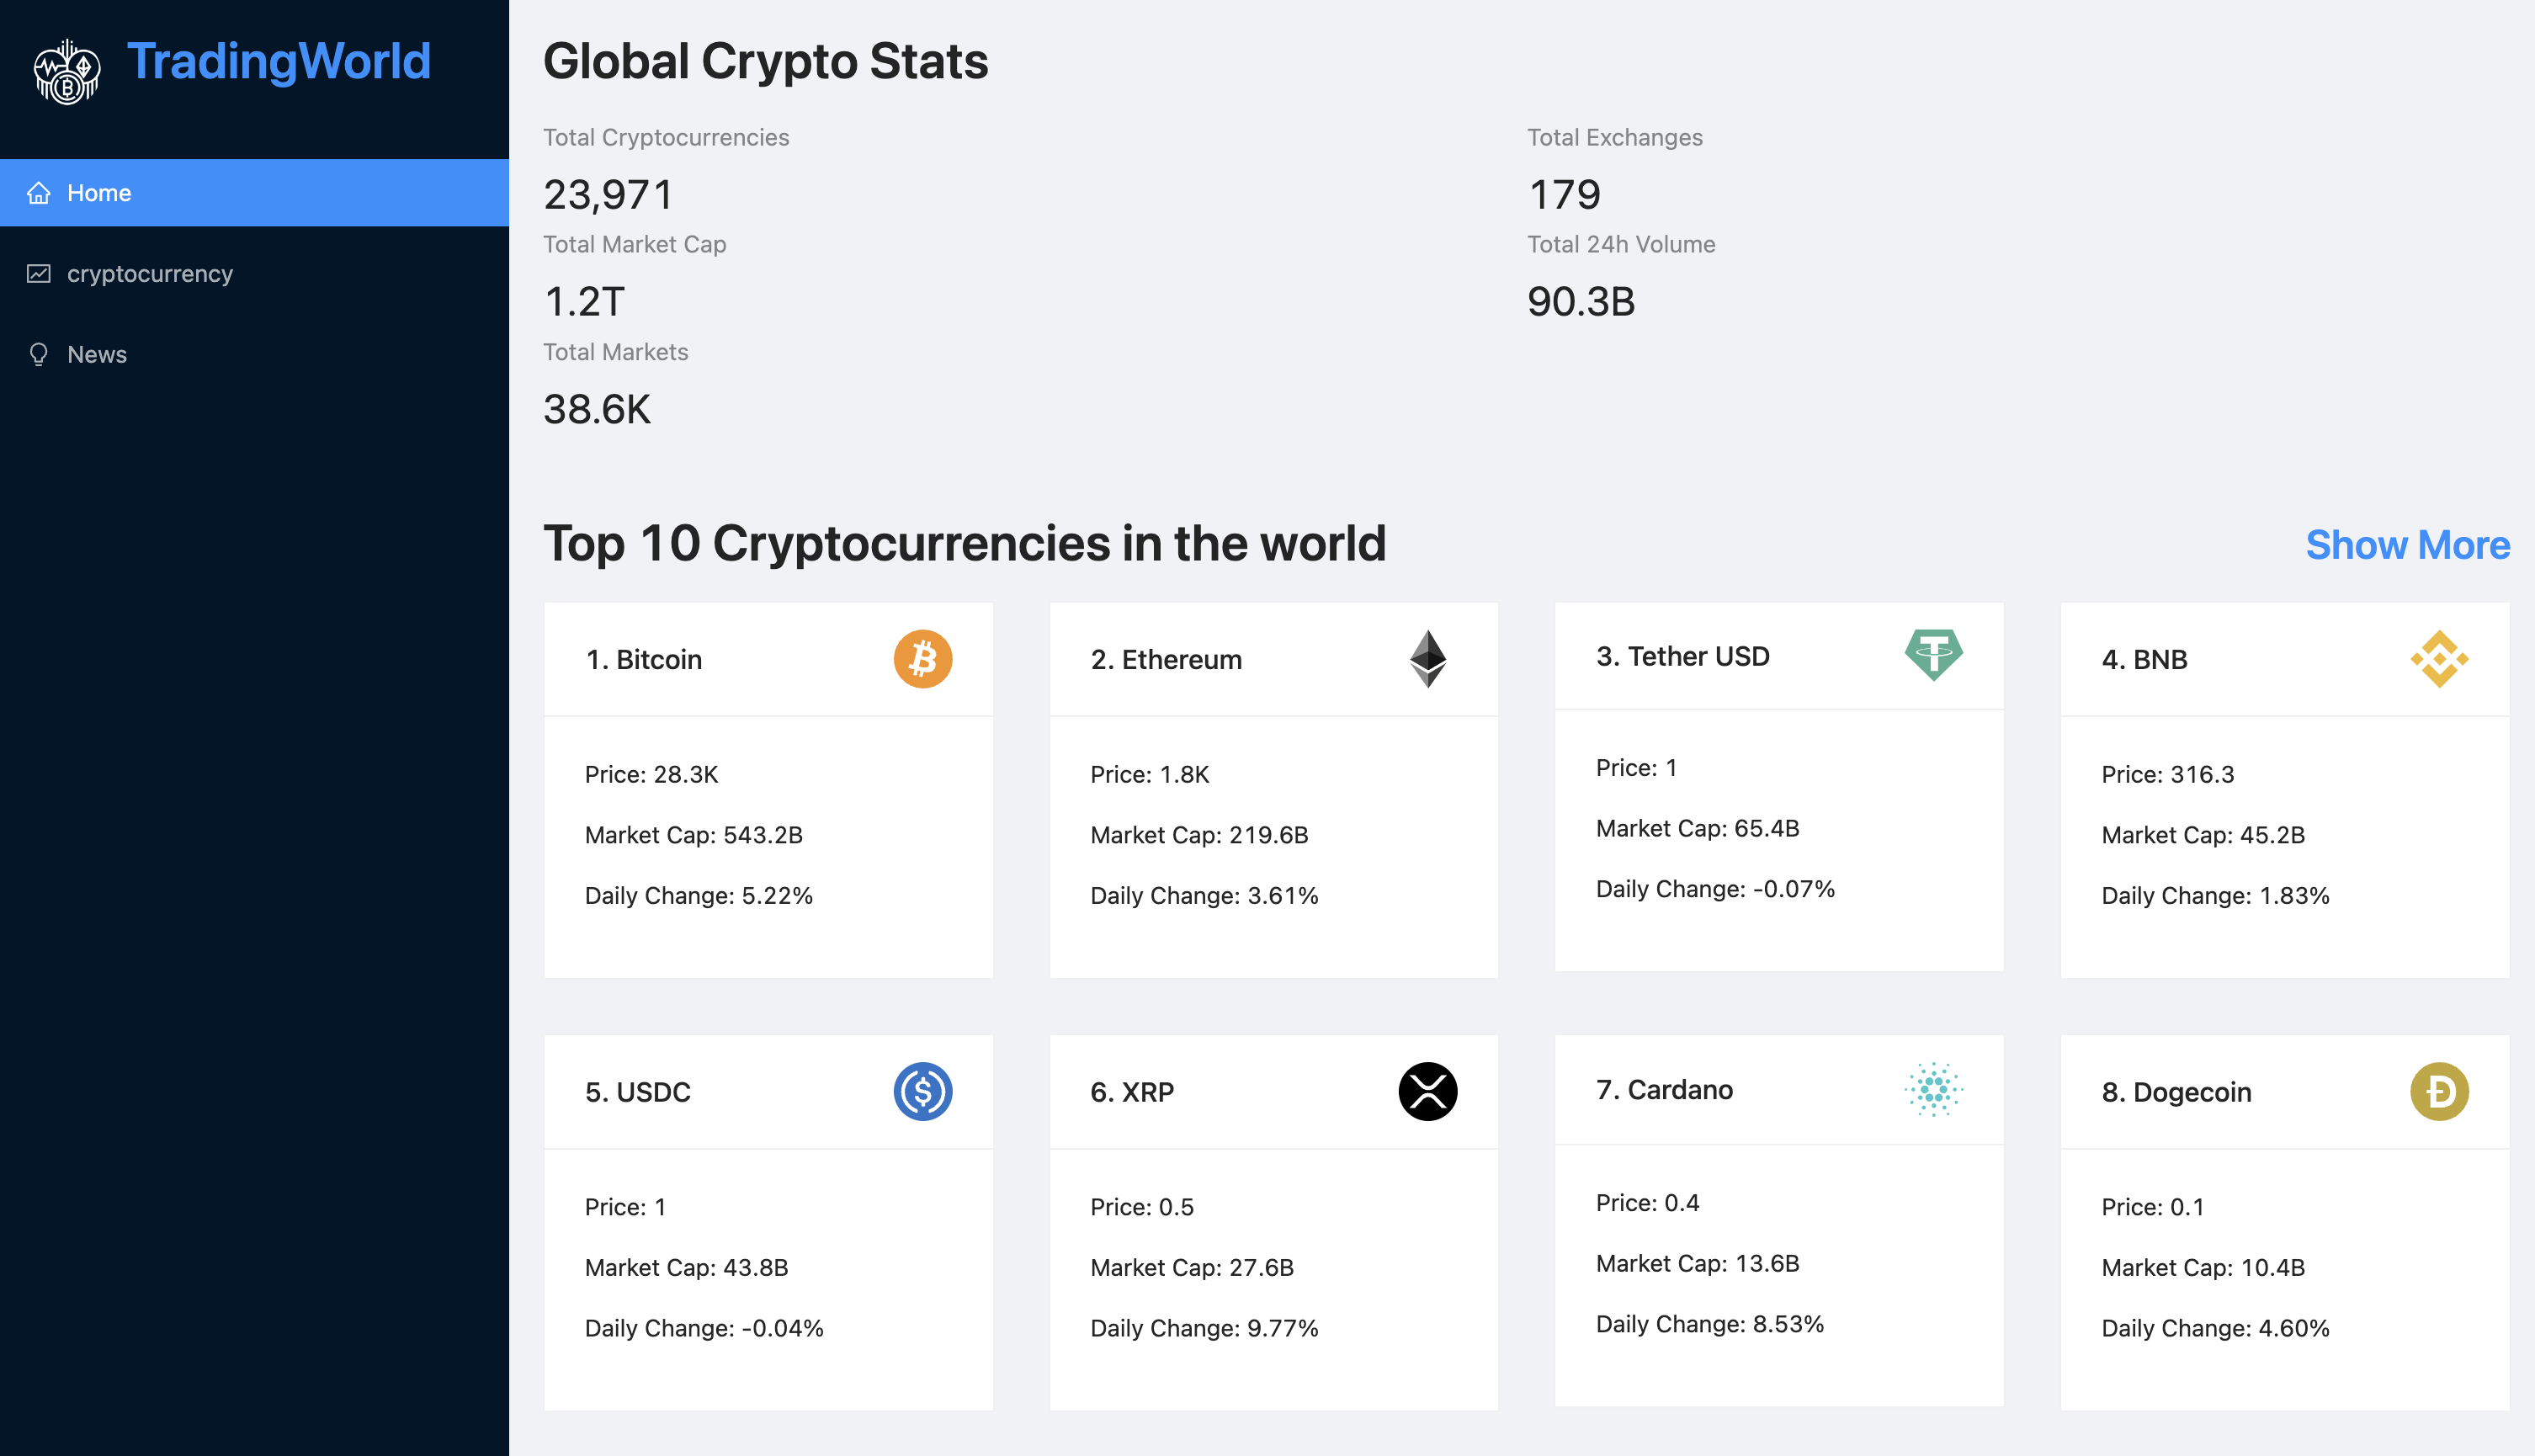 TradingWorld
Home
cryptocurrency
News
Global Crypto Stats
Total Cryptocurrencies
23,971
Total Exchanges
179
Total Market Cap
1.2T
Total 24h Volume
90.3B
Total Markets
38.6K
Top 10 Cryptocurrencies in the world
Show More
1. Bitcoin
Price: 28.3K
Market Cap: 543.2B
Daily Change: 5.22%
2. Ethereum
Price: 1.8K
Market Cap: 219.6B
Daily Change: 3.61%
3. Tether USD
Price: 1
Market Cap: 65.4B
Daily Change: -0.07%
4. BNB
Price: 316.3
Market Cap: 45.2B
Daily Change: 1.83%
5. USDC
Price: 1
Market Cap: 43.8B
Daily Change: -0.04%
6. XRP
Price: 0.5
Market Cap: 27.6B
Daily Change: 9.77%
7. Cardano
Price: 0.4
Market Cap: 13.6B
Daily Change: 8.53%
8. Dogecoin
Price: 0.1
Market Cap: 10.4B
Daily Change: 4.60%